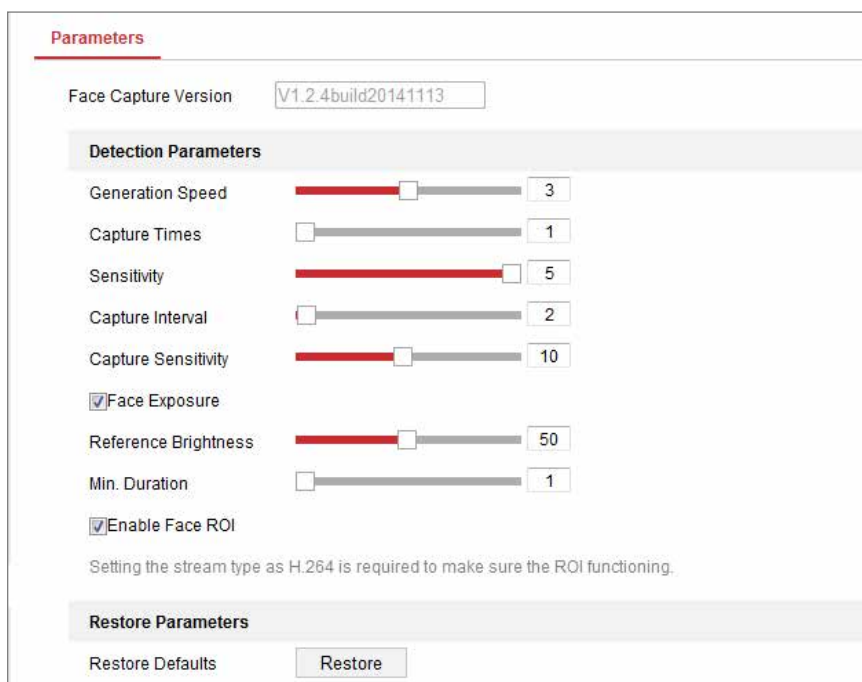 Parameters
Face Capture Version V1.2.4build20141113
Detection Parameters
Generation Speed 3
Capture Times 1
Sensitivity 5
Capture Interval 2
Capture Sensitivity 10
Face Exposure
Reference Brightness 50
Min. Duration 1
Enable Face ROI
Setting the stream type as H.264 is required to make sure the ROI functioning.
Restore Parameters
Restore Defaults Restore